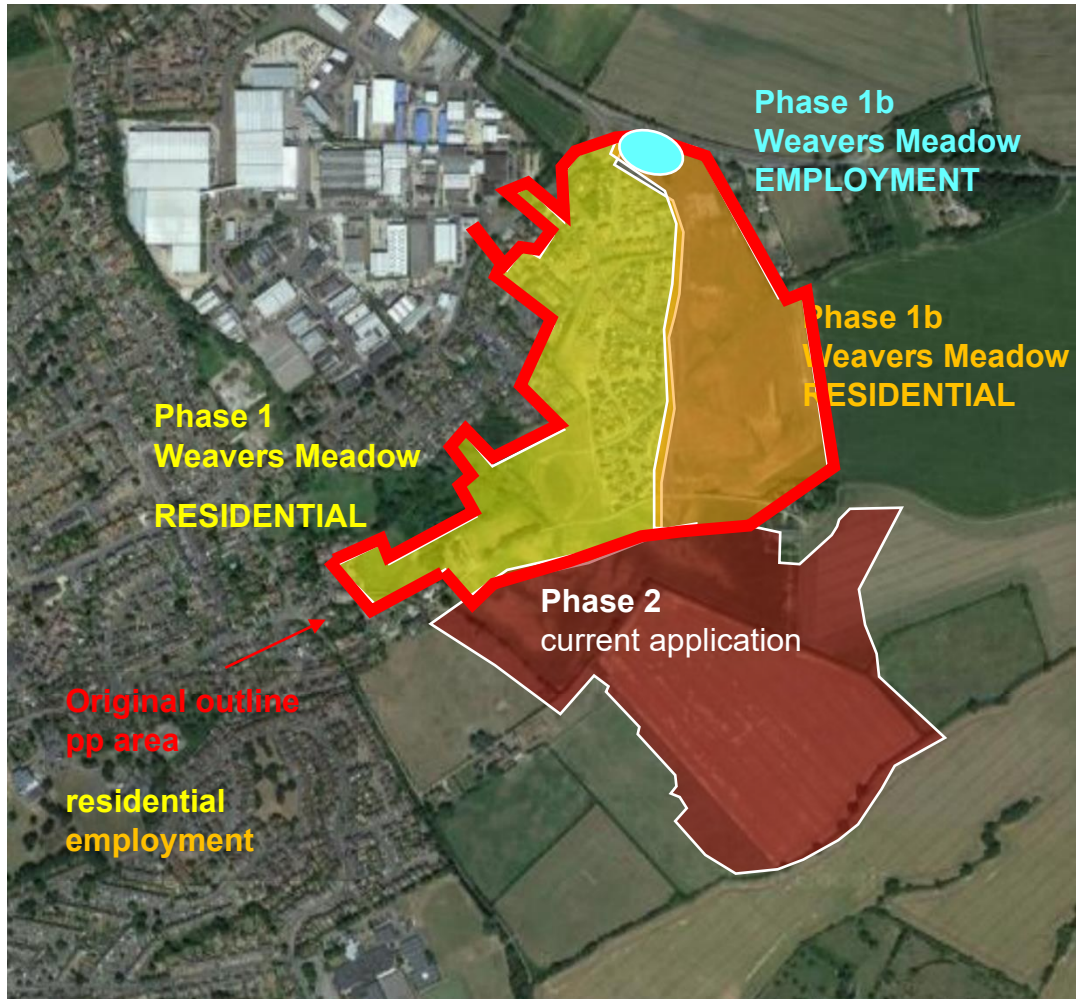 Phase 1b
Weavers Meadow
EMPLOYMENT
Phase 1b
Weavers Meadow
RESIDENTIAL
Phase 1
Weavers Meadow
RESIDENTIAL
Phase 2
current application
Original outline
pp area
residential
employment